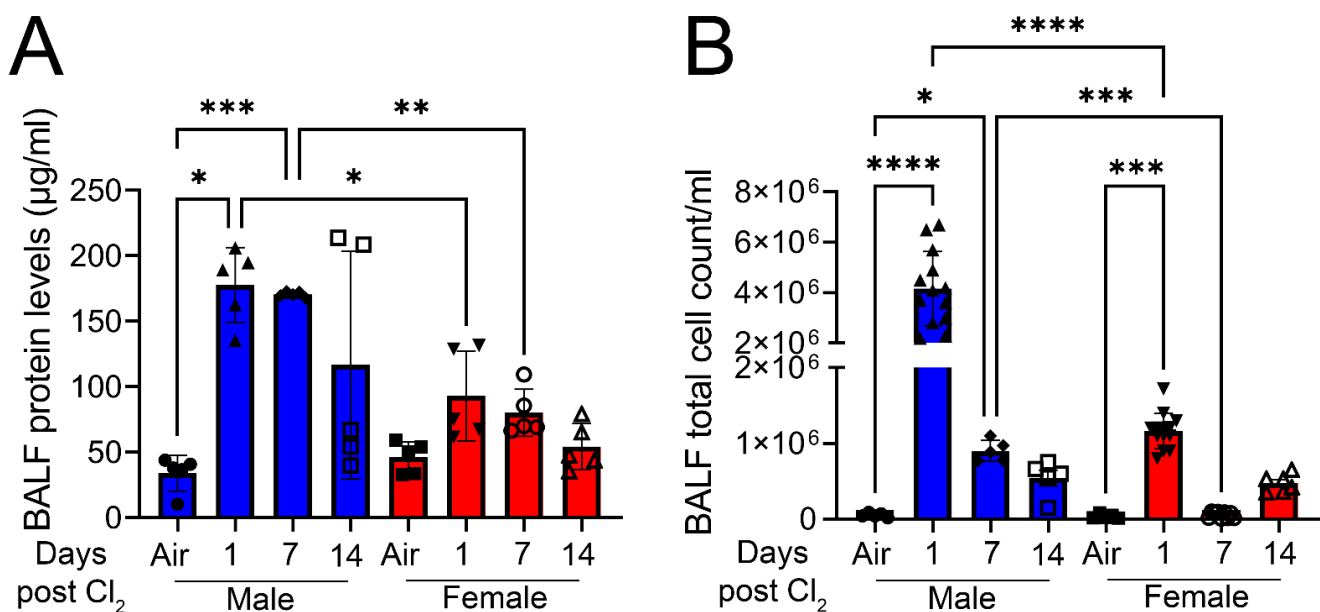 A
B
****
***
**
*
***
*
*
****
***
BALF protein levels (µg/ml)
250
200
150
100
50
0
BALF total cell count/ml
8×10⁶
6×10⁶
4×10⁶
2×10⁶
2×10⁶
1×10⁶
0
Days Air 1 7 14 Air 1 7 14
post Cl₂ Male Female
Days Air 1 7 14 Air 1 7 14
post Cl₂ Male Female